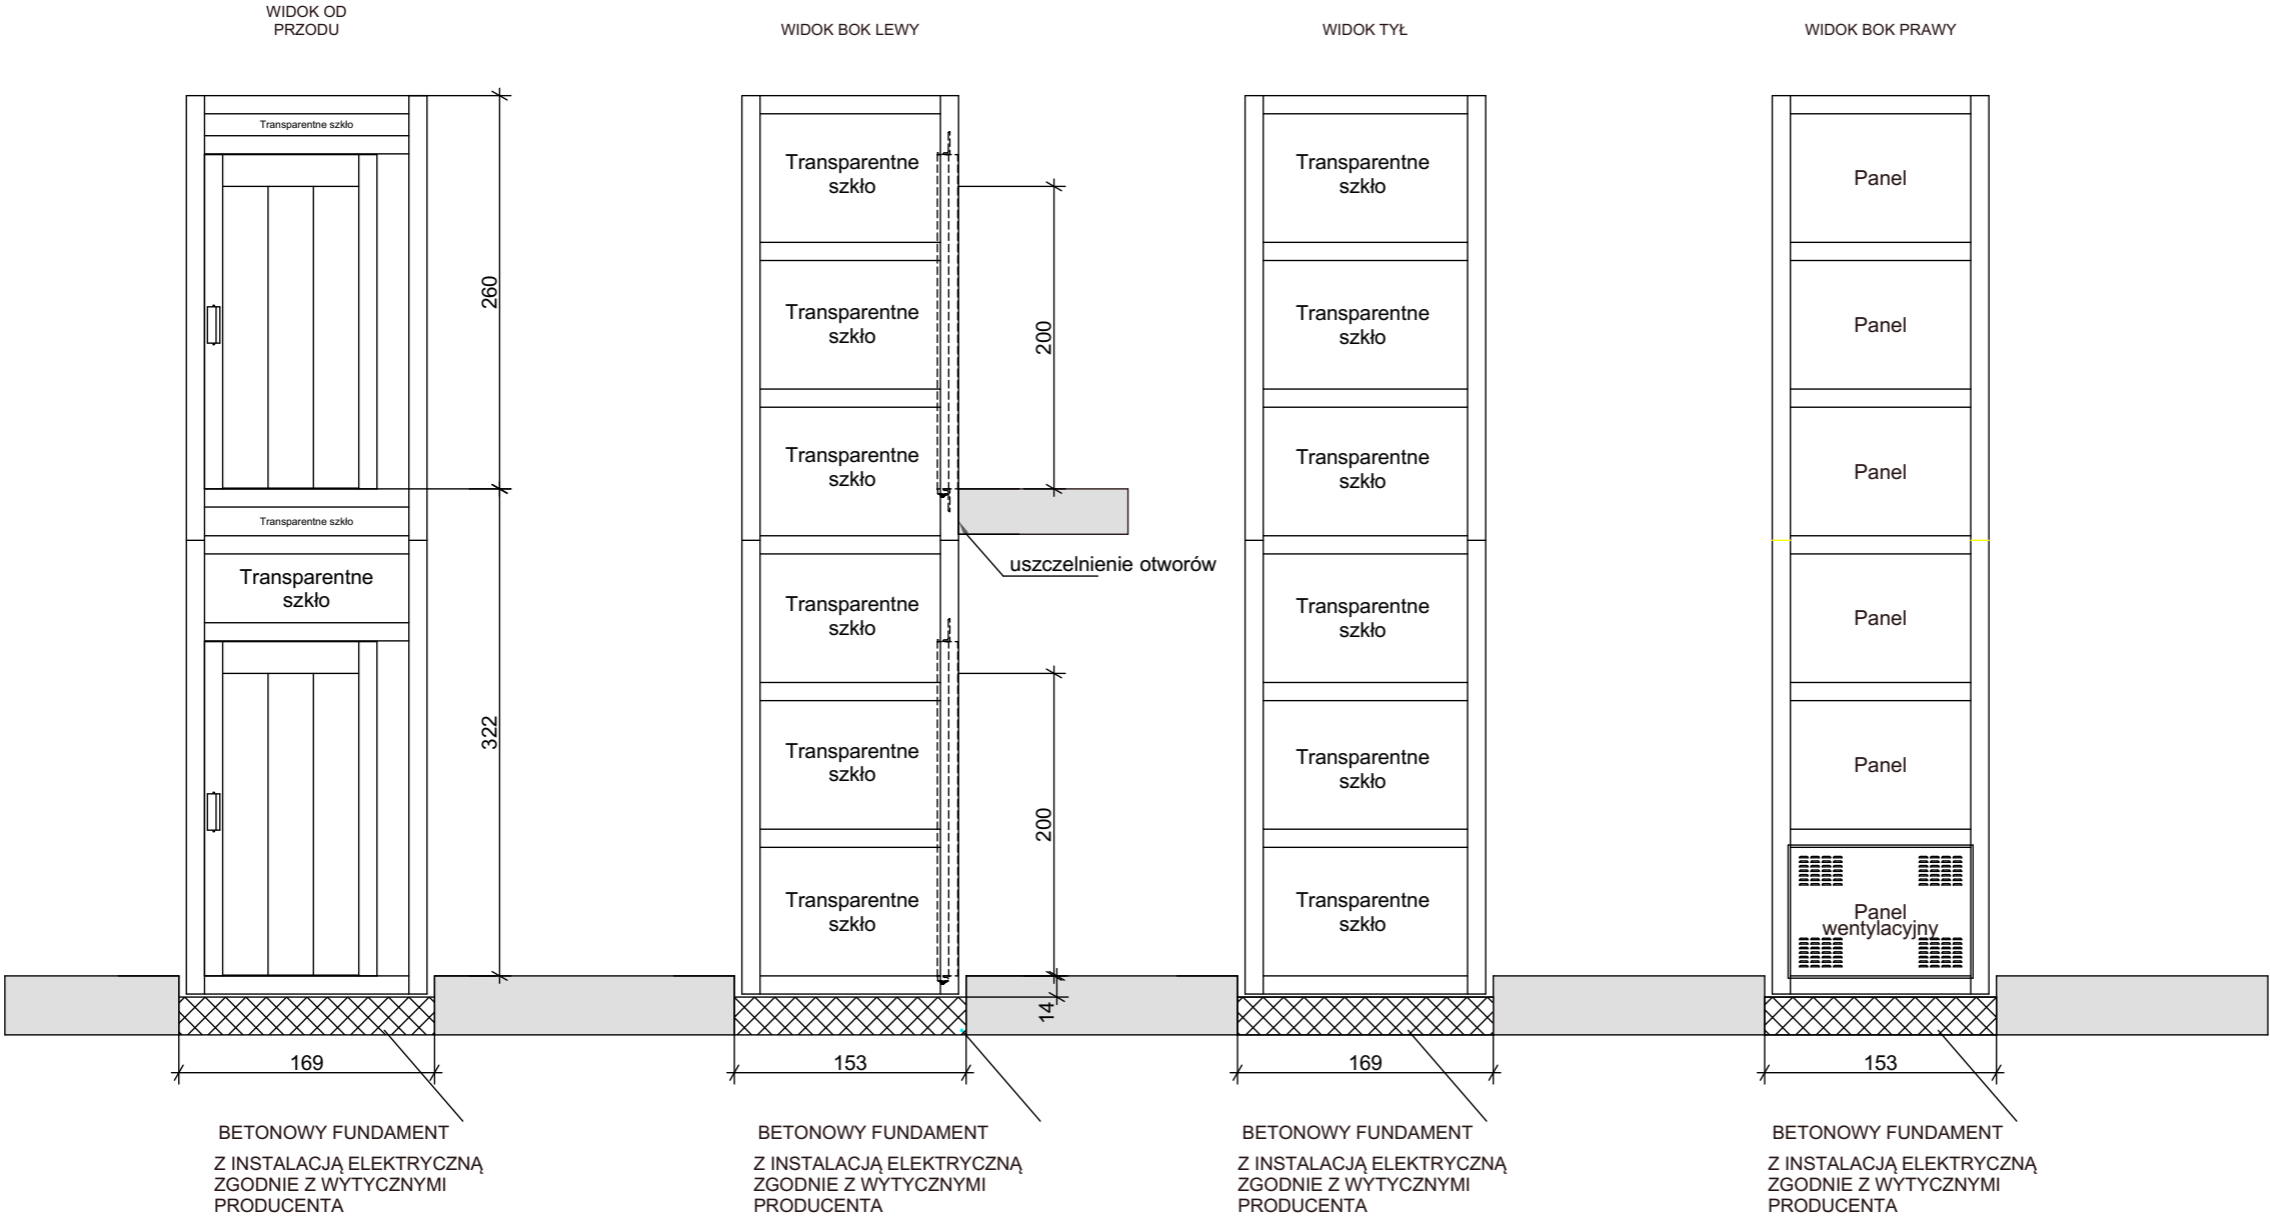 WIDOK OD
PRZODU
WIDOK BOK LEWY
WIDOK TYŁ
WIDOK BOK PRAWY
Transparentne szkło
260
Transparentne szkło
Transparentne
szkło
322
169
BETONOWY FUNDAMENT
Z INSTALACJĄ ELEKTRYCZNĄ
ZGODNIE Z WYTYCZNYMI
PRODUCENTA
Transparentne
szkło
Transparentne
szkło
Transparentne
szkło
Transparentne
szkło
Transparentne
szkło
Transparentne
szkło
200
uszczelnienie otworów
200
14
153
BETONOWY FUNDAMENT
Z INSTALACJĄ ELEKTRYCZNĄ
ZGODNIE Z WYTYCZNYMI
PRODUCENTA
Transparentne
szkło
Transparentne
szkło
Transparentne
szkło
Transparentne
szkło
Transparentne
szkło
Transparentne
szkło
169
BETONOWY FUNDAMENT
Z INSTALACJĄ ELEKTRYCZNĄ
ZGODNIE Z WYTYCZNYMI
PRODUCENTA
Panel
Panel
Panel
Panel
Panel
Panel
wentylacyjny
153
BETONOWY FUNDAMENT
Z INSTALACJĄ ELEKTRYCZNĄ
ZGODNIE Z WYTYCZNYMI
PRODUCENTA